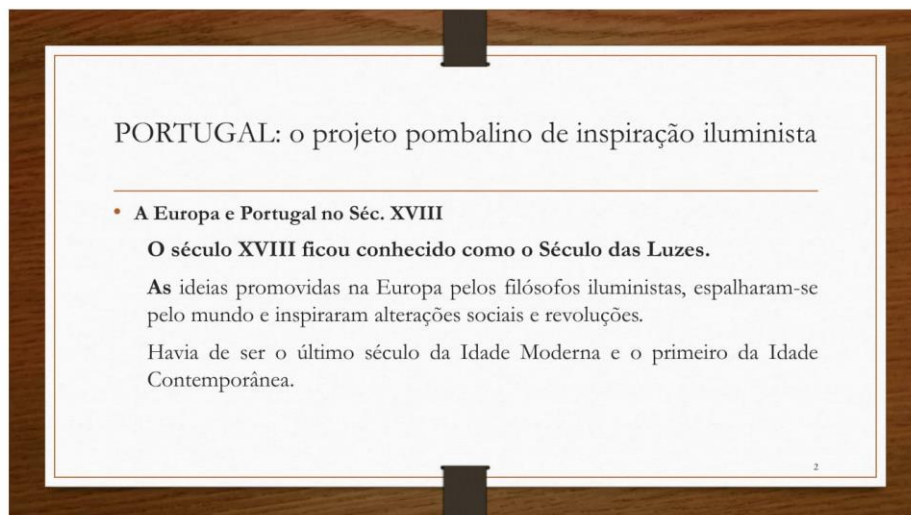 PORTUGAL: o projeto pombalino de inspiração iluminista
• A Europa e Portugal no Séc. XVIII
O século XVIII ficou conhecido como o Século das Luzes.
As ideias promovidas na Europa pelos filósofos iluministas, espalharam-se
pelo mundo e inspiraram alterações sociais e revoluções.
Havia de ser o último século da Idade Moderna e o primeiro da Idade
Contemporânea.
2